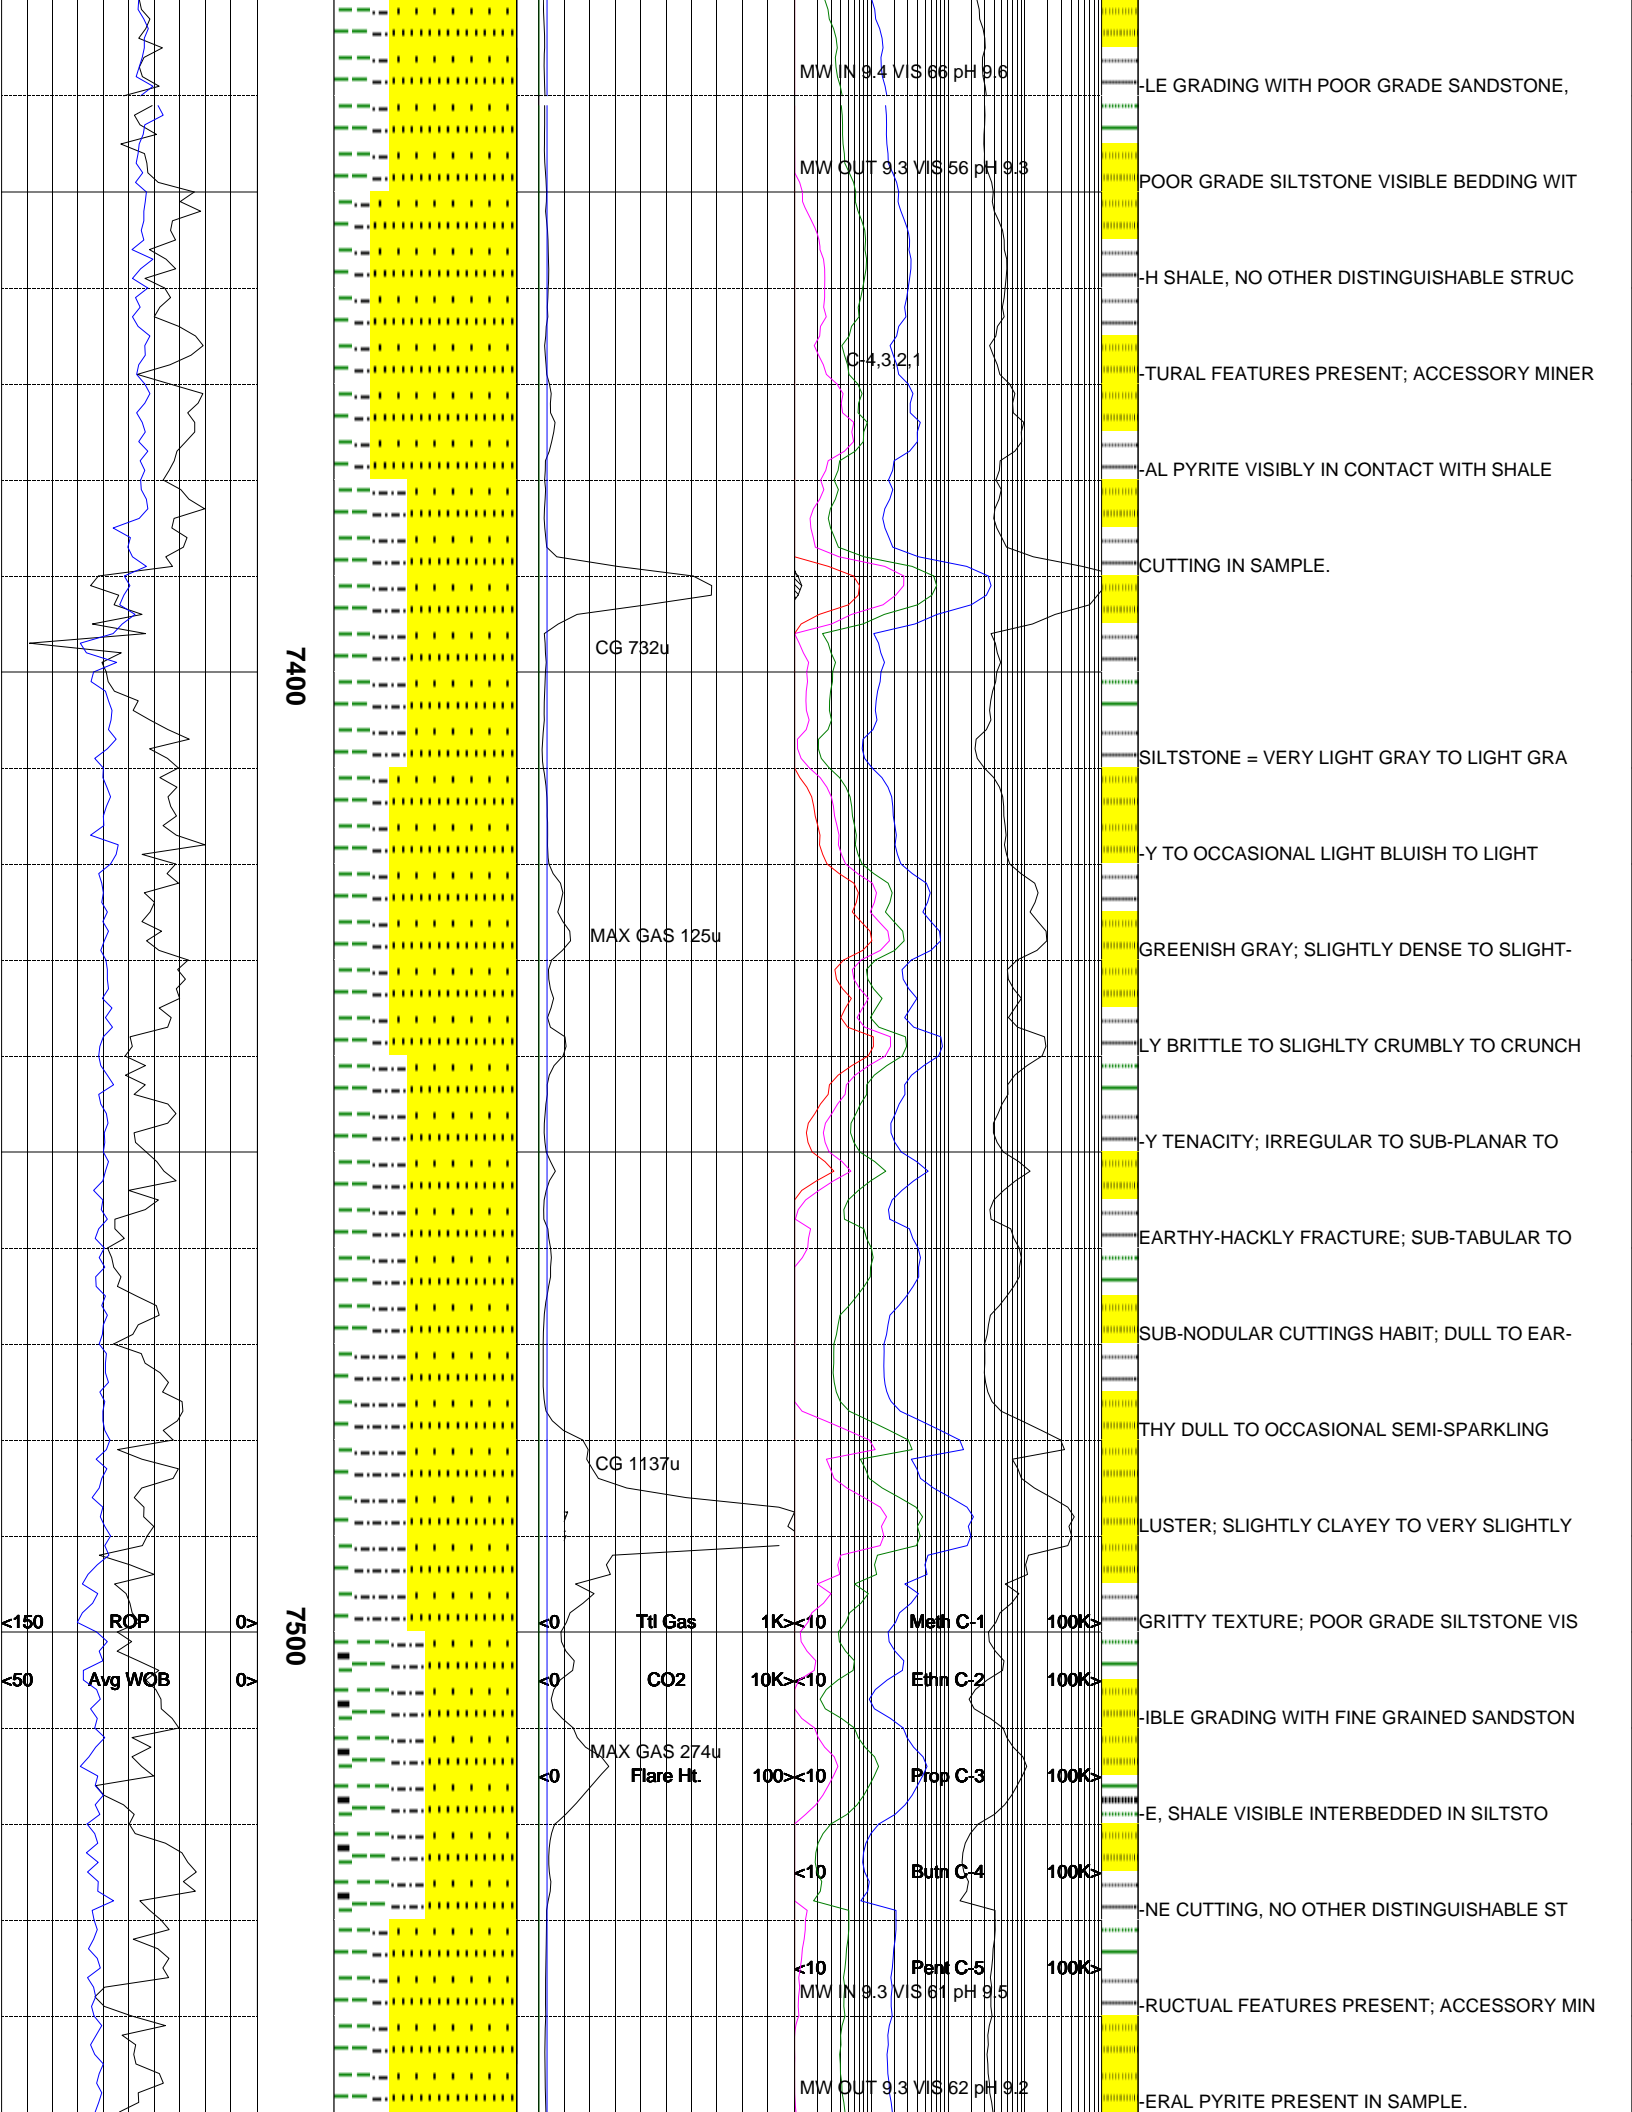 MW IN 9.4 VIS 66 pH 9.6
-LE GRADING WITH POOR GRADE SANDSTONE,
MW OUT 9.3 VIS 56 pH 9.3
POOR GRADE SILTSTONE VISIBLE BEDDING WIT
-H SHALE, NO OTHER DISTINGUISHABLE STRUC
C-4,3,2,1
-TURAL FEATURES PRESENT; ACCESSORY MINER
-AL PYRITE VISIBLY IN CONTACT WITH SHALE
CUTTING IN SAMPLE.
CG 732u
7400
SILTSTONE = VERY LIGHT GRAY TO LIGHT GRA
-Y TO OCCASIONAL LIGHT BLUISH TO LIGHT
MAX GAS 125u
GREENISH GRAY; SLIGHTLY DENSE TO SLIGHT-
LY BRITTLE TO SLIGHLTY CRUMBLY TO CRUNCH
-Y TENACITY; IRREGULAR TO SUB-PLANAR TO
EARTHY-HACKLY FRACTURE; SUB-TABULAR TO
SUB-NODULAR CUTTINGS HABIT; DULL TO EAR-
THY DULL TO OCCASIONAL SEMI-SPARKLING
CG 1137u
LUSTER; SLIGHTLY CLAYEY TO VERY SLIGHTLY
<150 ROP 0>
7500
<0 Ttl Gas 1K>
<10 Meth C-1 100K>
GRITTY TEXTURE; POOR GRADE SILTSTONE VIS
<50 Avg WOB 0>
<0 CO2 10K>
<10 Ethn C-2 100K>
-IBLE GRADING WITH FINE GRAINED SANDSTON
MAX GAS 274u
<0 Flare Ht. 100>
<10 Prop C-3 100K>
-E, SHALE VISIBLE INTERBEDDED IN SILTSTO
<10 Butn C-4 100K>
-NE CUTTING, NO OTHER DISTINGUISHABLE ST
<10 Pent C-5 100K>
MW IN 9.3 VIS 61 pH 9.5
-RUCTUAL FEATURES PRESENT; ACCESSORY MIN
MW OUT 9.3 VIS 62 pH 9.2
-ERAL PYRITE PRESENT IN SAMPLE.